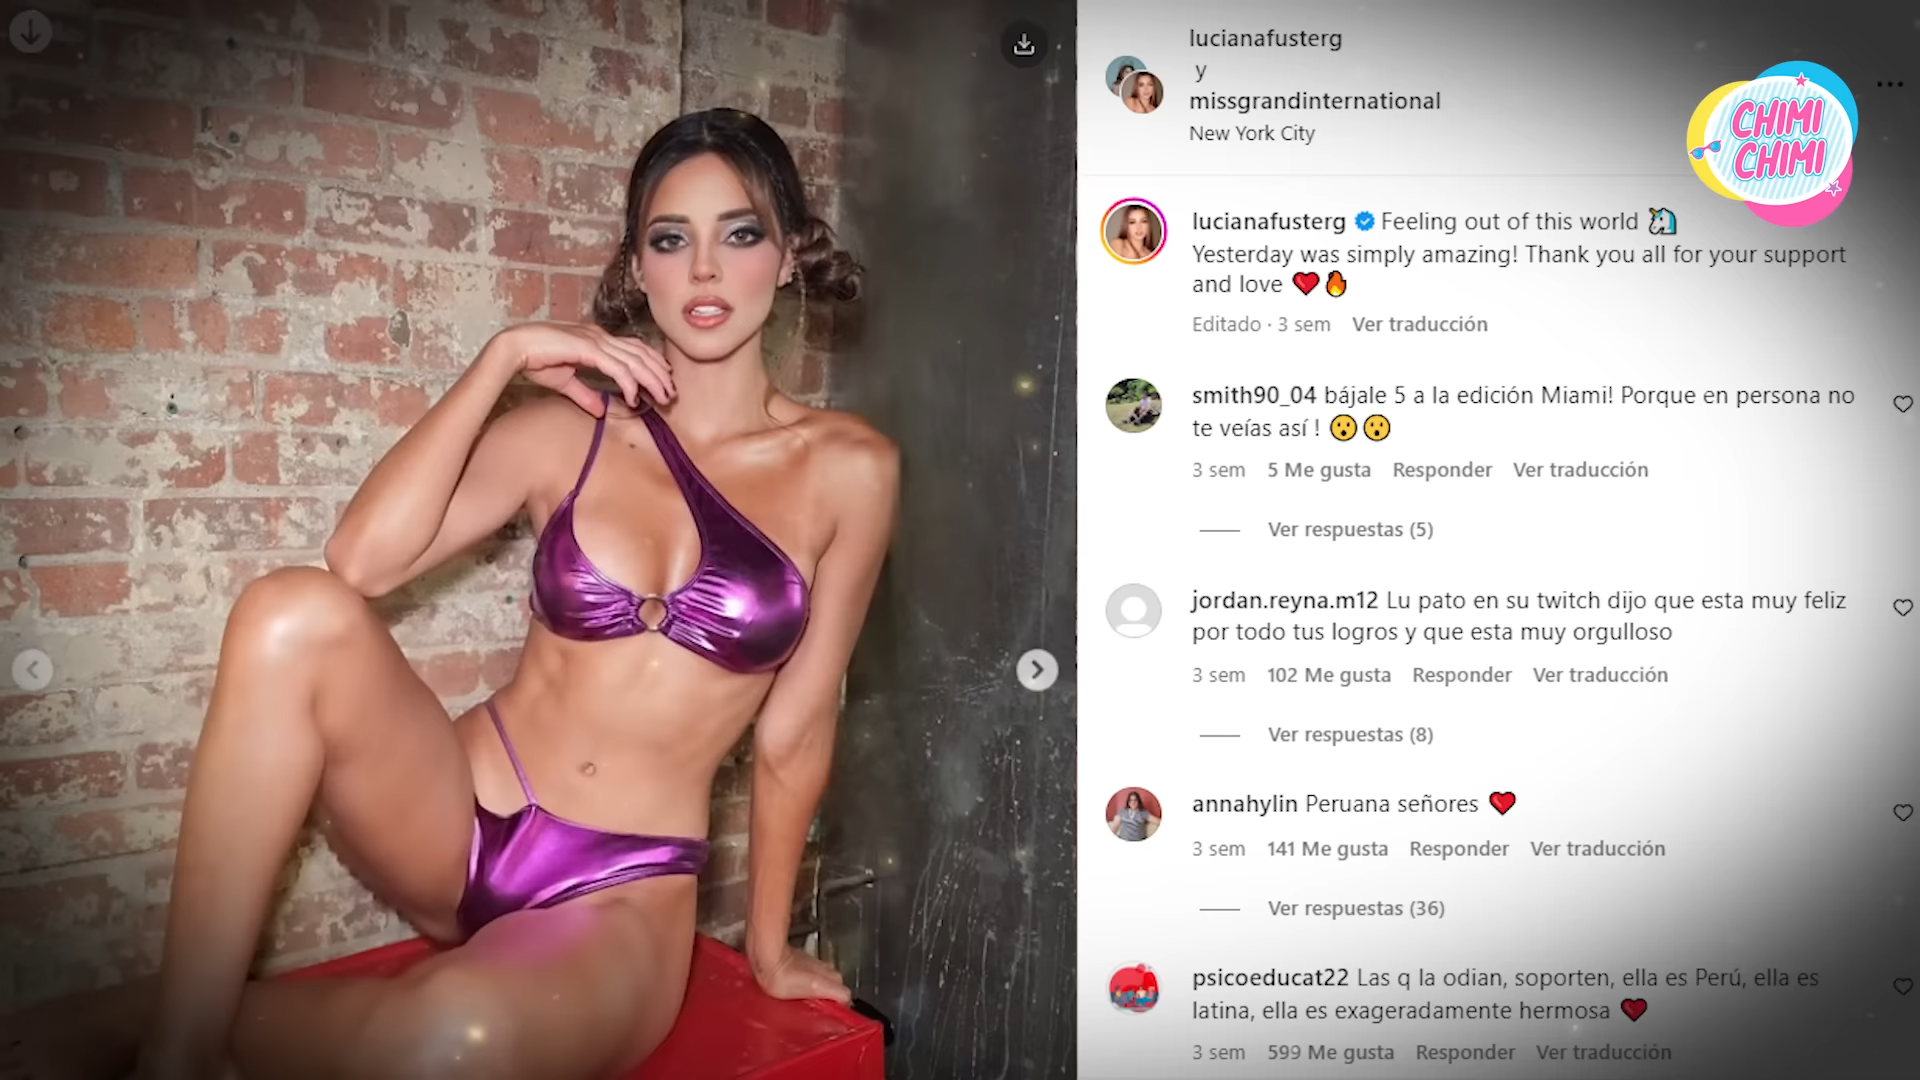 lucianafusterg
y
missgrandinternational
New York City
CHIMI
CHIMI
lucianafusterg Feeling out of this world 🦄
Yesterday was simply amazing! Thank you all for your support
and love ❤️🔥
Editado · 3 sem Ver traducción
smith90_04 bájale 5 a la edición Miami! Porque en persona no
te veías así ! 😮😮
3 sem 5 Me gusta Responder Ver traducción
Ver respuestas (5)
jordan.reyna.m12 Lu pato en su twitch dijo que esta muy feliz
por todo tus logros y que esta muy orgulloso
3 sem 102 Me gusta Responder Ver traducción
Ver respuestas (8)
annahylin Peruana señores ❤️
3 sem 141 Me gusta Responder Ver traducción
Ver respuestas (36)
psicoeducat22 Las q la odian, soporten, ella es Perú, ella es
latina, ella es exageradamente hermosa ❤️
3 sem 599 Me gusta Responder Ver traducción